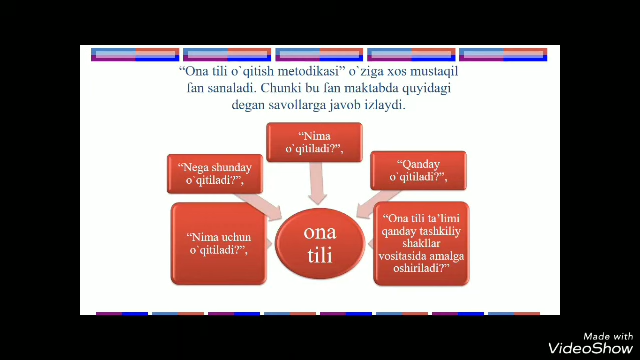 “Ona tili o`qitish metodikasi” o`ziga xos mustaqil
fan sanaladi. Chunki bu fan maktabda quyidagi
degan savollarga javob izlaydi.
“Nima uchun
o`qitiladi?”,
“Nega shunday
o`qitiladi?”,
“Nima
o`qitiladi?”,
“Qanday
o`qitiladi?”,
“Ona tili ta’limi
qanday tashkiliy
shakllar
vositasida amalga
oshiriladi?”
ona
tili
Made with
VideoShow